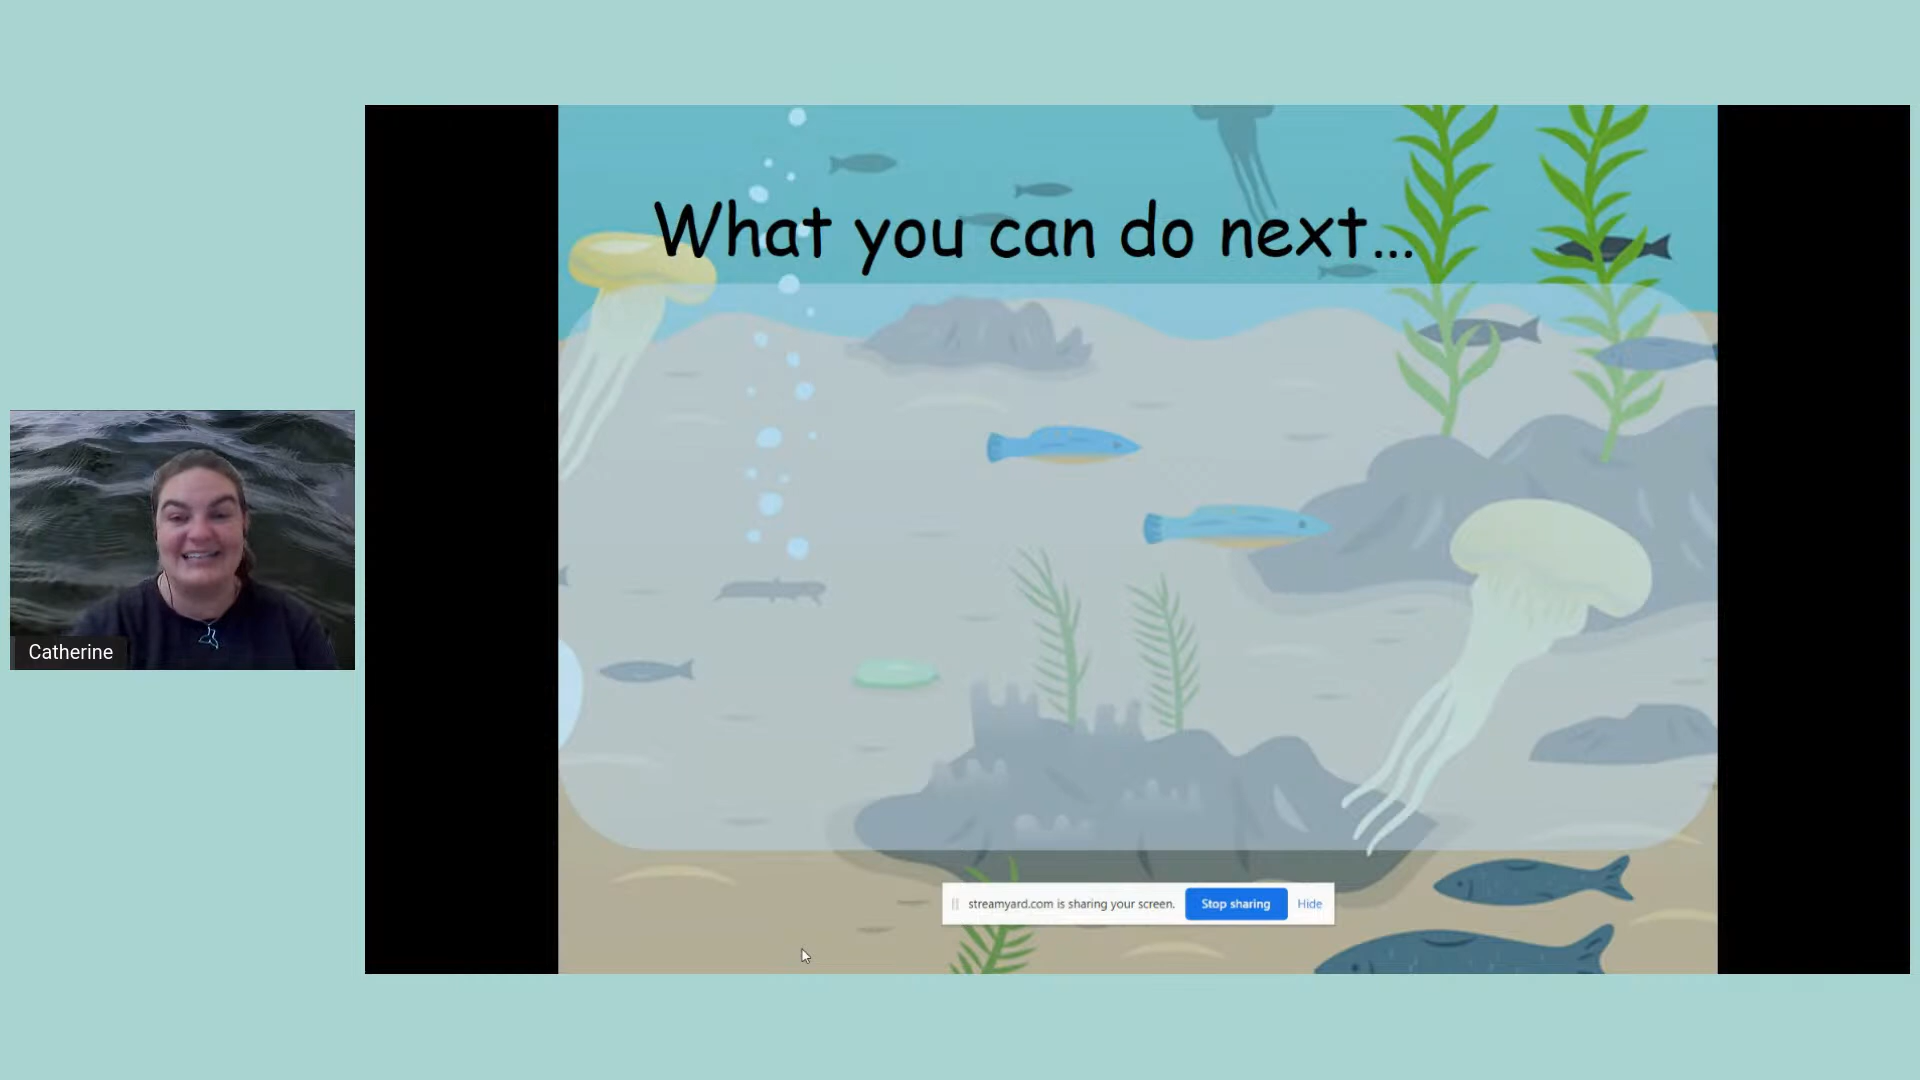 What you can do next...
Catherine
streamyard.com is sharing your screen. Stop sharing Hide